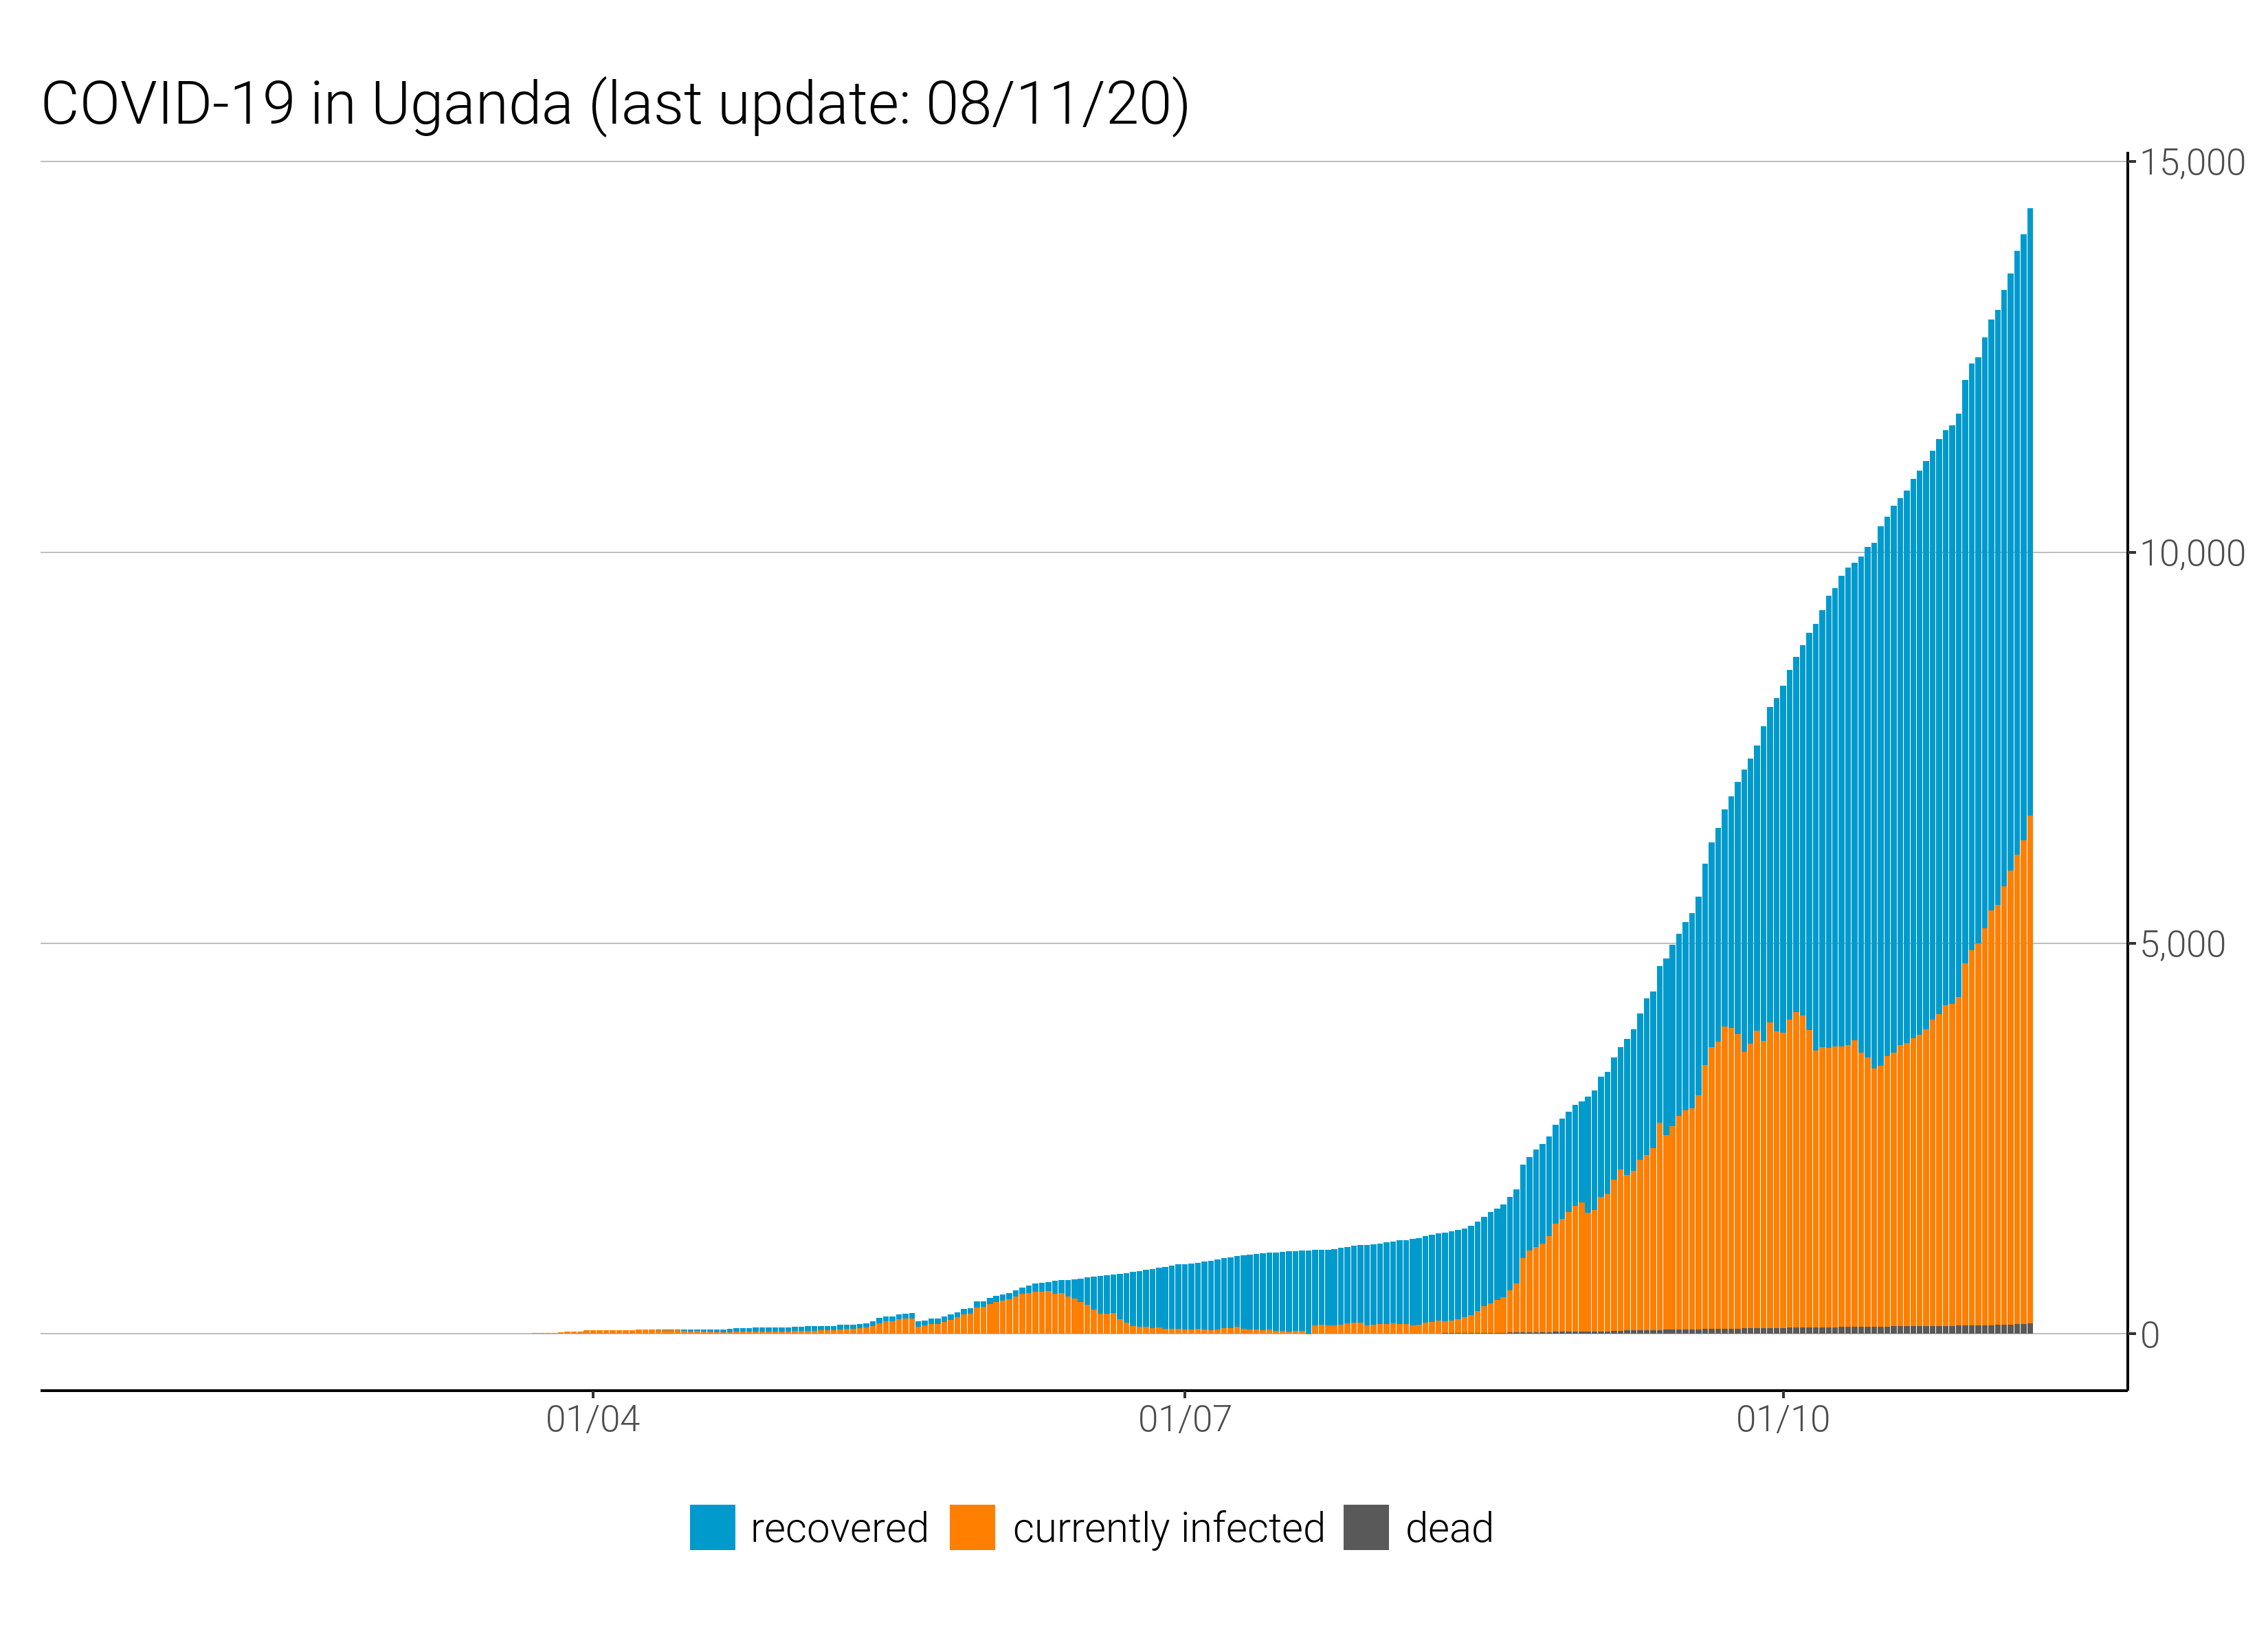 COVID-19 in Uganda (last update: 08/11/20)
15,000
10,000
5,000
0
01/04 01/07 01/10
recovered currently infected dead